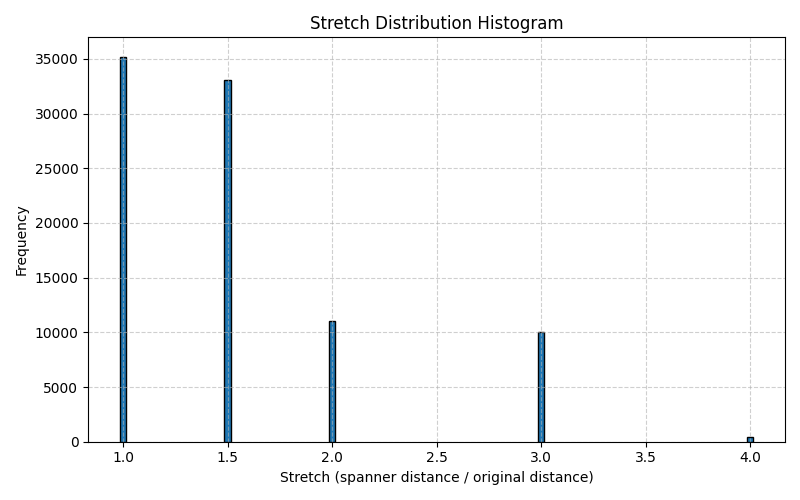 Stretch Distribution Histogram
Frequency
35000
30000
25000
20000
15000
10000
5000
0
1.0 1.5 2.0 2.5 3.0 3.5 4.0
Stretch (spanner distance / original distance)